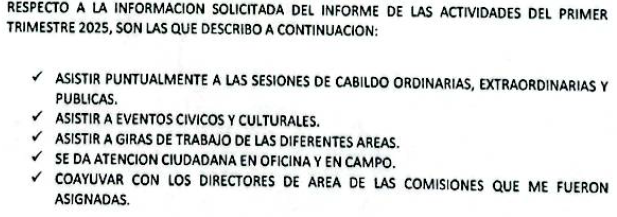 RESPECTO A LA INFORMACION SOLICITADA DEL INFORME DE LAS ACTIVIDADES DEL PRIMER
TRIMESTRE 2025, SON LAS QUE DESCRIBO A CONTINUACION:
✓ ASISTIR PUNTUALMENTE A LAS SESIONES DE CABILDO ORDINARIAS, EXTRAORDINARIAS Y
PUBLICAS.
✓ ASISTIR A EVENTOS CIVICOS Y CULTURALES.
✓ ASISTIR A GIRAS DE TRABAJO DE LAS DIFERENTES AREAS.
✓ SE DA ATENCION CIUDADANA EN OFICINA Y EN CAMPO.
✓ COAYUVAR CON LOS DIRECTORES DE AREA DE LAS COMISIONES QUE ME FUERON
ASIGNADAS.